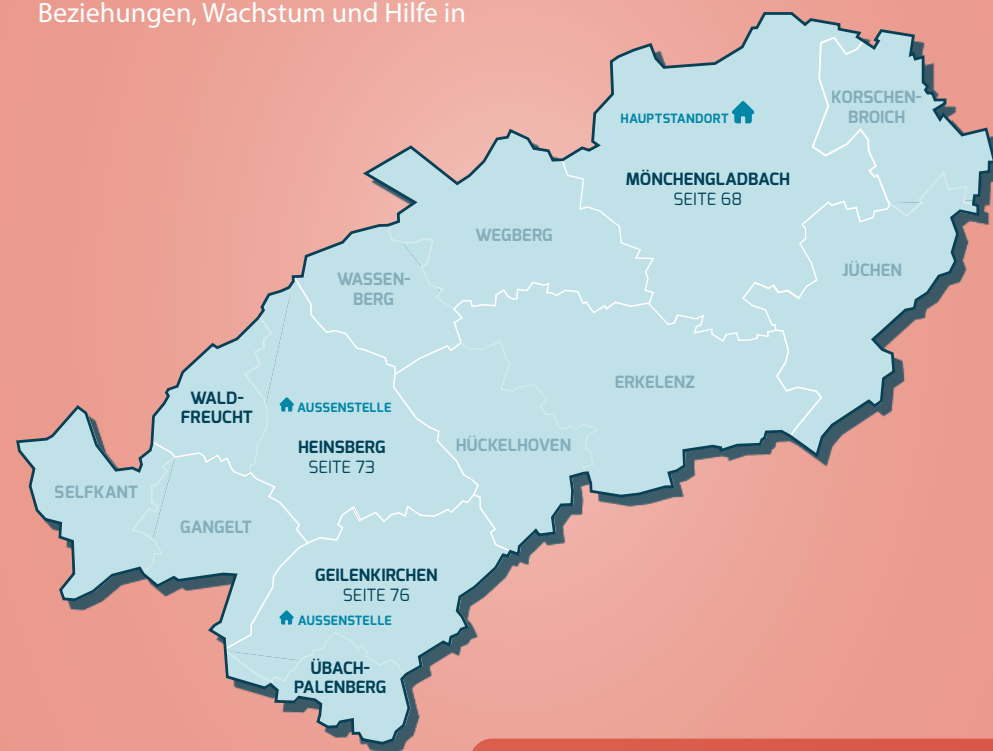 Beziehungen, Wachstum und Hilfe in
KORSCHEN-
BROICH
HAUPTSTANDORT
MÖNCHENGLADBACH
SEITE 68
WEGBERG
JÜCHEN
WASSEN-
BERG
ERKELENZ
WALD-
FREUCHT
AUSSENSTELLE
HEINSBERG
SEITE 73
HÜCKELHOVEN
SELFKANT
GANGELT
GEILENKIRCHEN
SEITE 76
AUSSENSTELLE
ÜBACH-
PALENBERG